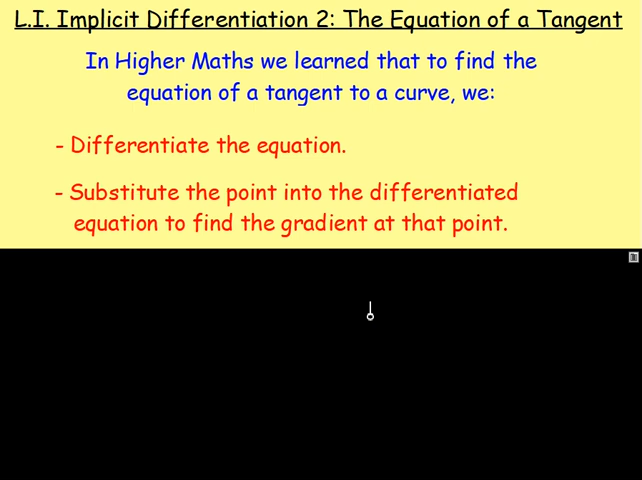 L.I. Implicit Differentiation 2: The Equation of a Tangent
In Higher Maths we learned that to find the
equation of a tangent to a curve, we:
- Differentiate the equation.
- Substitute the point into the differentiated
equation to find the gradient at that point.